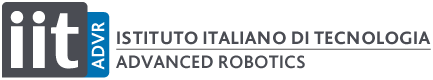 iit
ADVR
ISTITUTO ITALIANO DI TECNOLOGIA
ADVANCED ROBOTICS